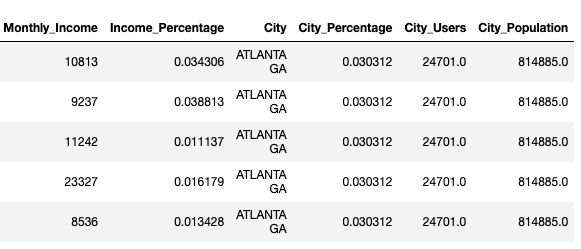 Monthly_Income Income_Percentage City City_Percentage City_Users City_Population
10813 0.034306 ATLANTA GA 0.030312 24701.0 814885.0
9237 0.038813 ATLANTA GA 0.030312 24701.0 814885.0
11242 0.011137 ATLANTA GA 0.030312 24701.0 814885.0
23327 0.016179 ATLANTA GA 0.030312 24701.0 814885.0
8536 0.013428 ATLANTA GA 0.030312 24701.0 814885.0